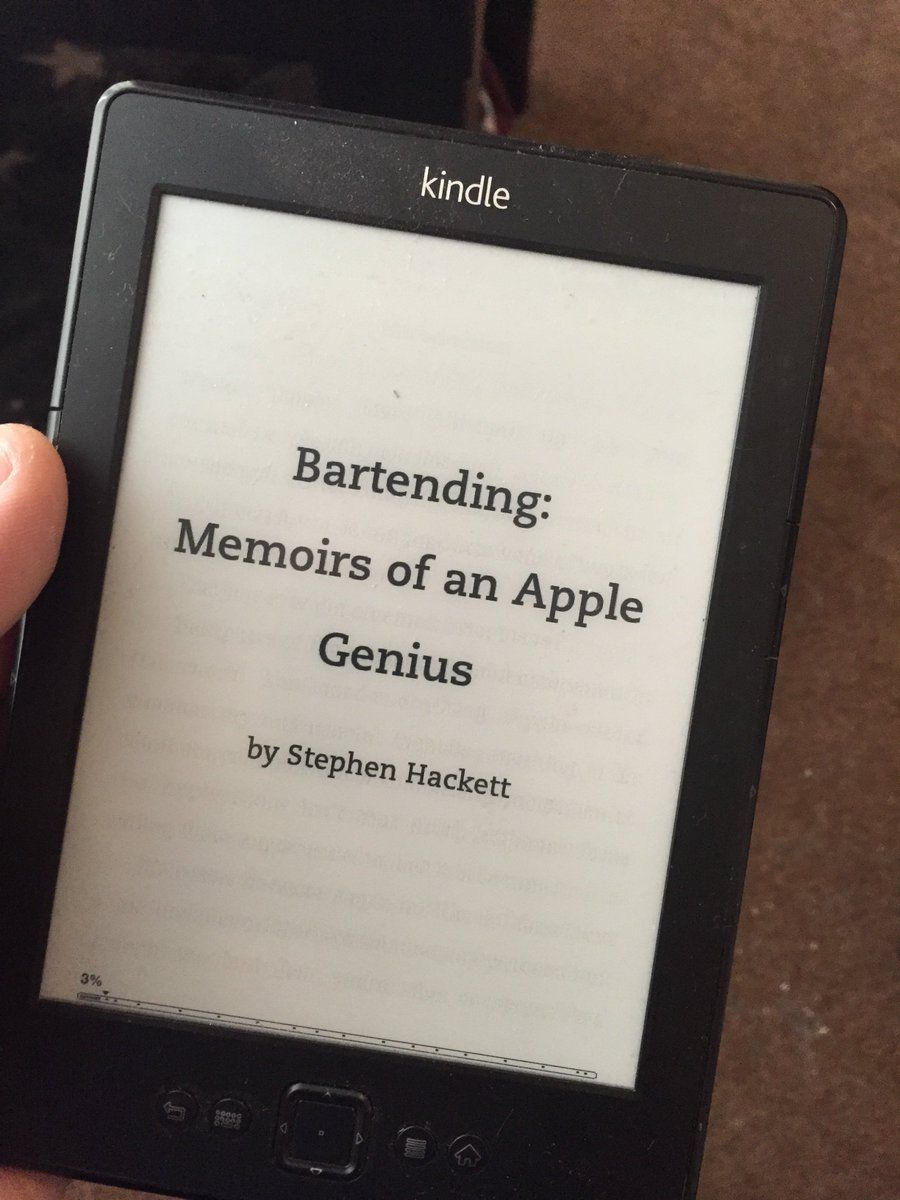 kindle
Bartending:
Memoirs of an Apple
Genius
by Stephen Hackett
3%